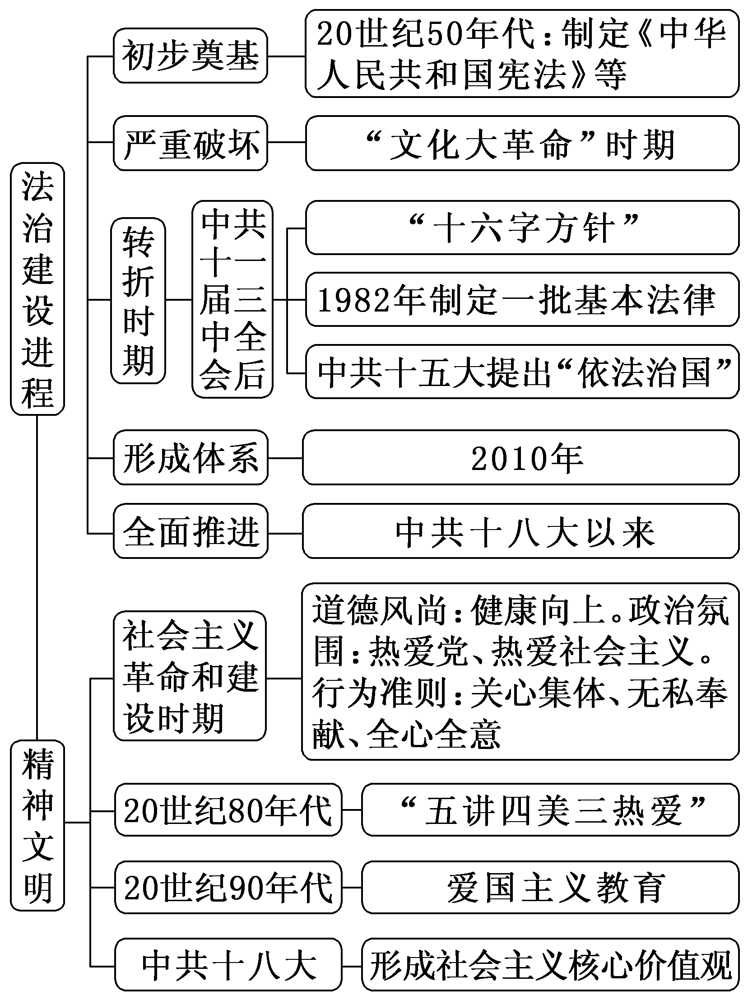 法治建设进程
初步奠基
20世纪50年代：制定《中华
人民共和国宪法》等
严重破坏
“文化大革命”时期
转折时期
中共
十一
届三
中全
会后
“十六字方针”
1982年制定一批基本法律
中共十五大提出“依法治国”
形成体系
2010年
全面推进
中共十八大以来
精神文明
社会主义
革命和建
设时期
道德风尚：健康向上。政治氛
围：热爱党、热爱社会主义。
行为准则：关心集体、无私奉
献、全心全意
20世纪80年代
“五讲四美三热爱”
20世纪90年代
爱国主义教育
中共十八大
形成社会主义核心价值观